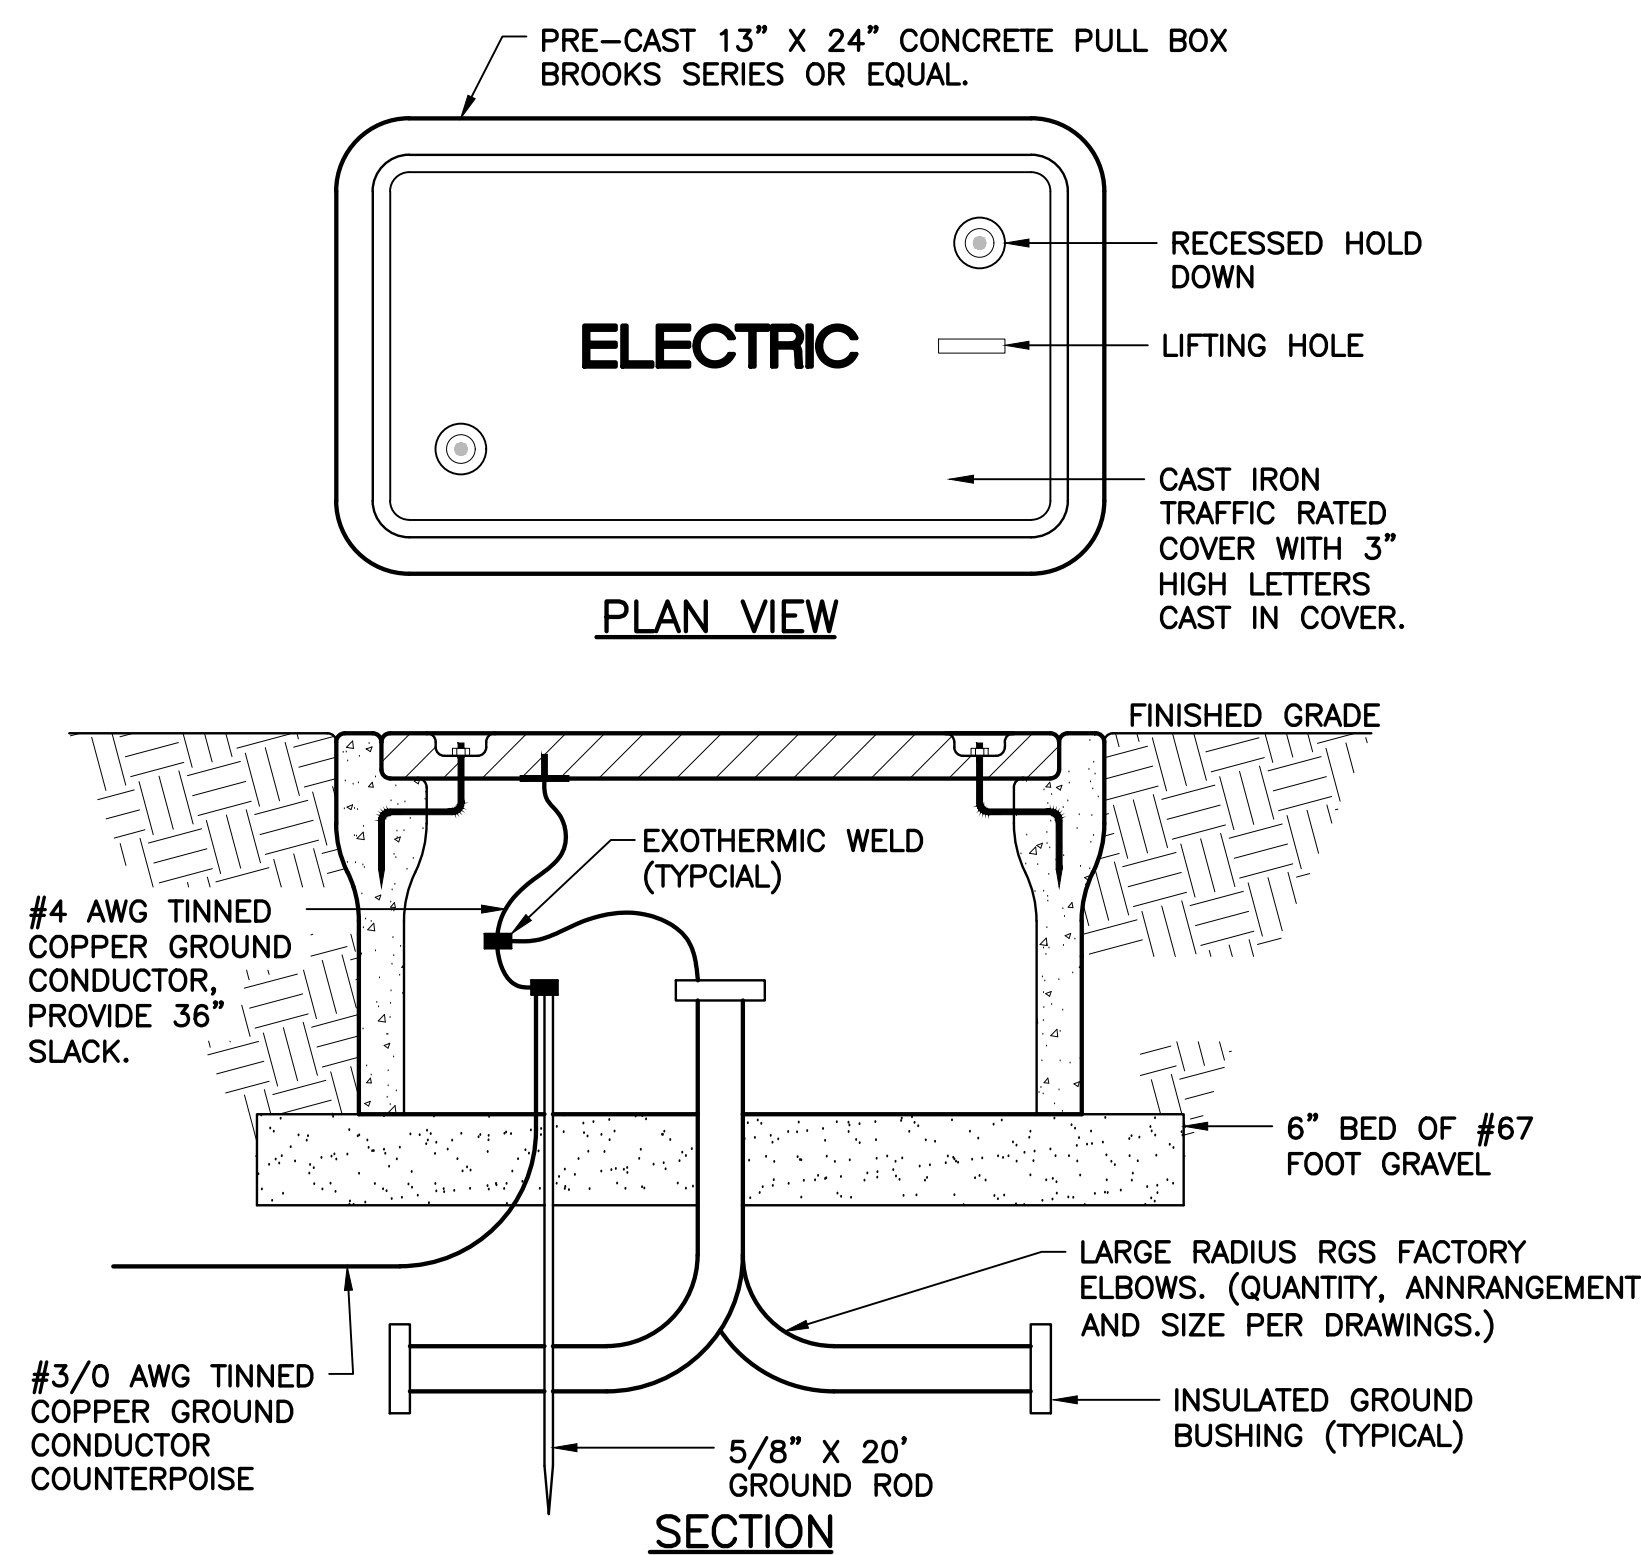 PRE-CAST 13" X 24" CONCRETE PULL BOX
BROOKS SERIES OR EQUAL.
RECESSED HOLD
DOWN
ELECTRIC
LIFTING HOLE
CAST IRON
TRAFFIC RATED
COVER WITH 3"
HIGH LETTERS
CAST IN COVER.
PLAN VIEW
FINISHED GRADE
EXOTHERMIC WELD
(TYPCIAL)
#4 AWG TINNED
COPPER GROUND
CONDUCTOR,
PROVIDE 36"
SLACK.
6" BED OF #67
FOOT GRAVEL
LARGE RADIUS RGS FACTORY
ELBOWS. (QUANTITY, ANNRANGEMENT
AND SIZE PER DRAWINGS.)
#3/0 AWG TINNED
COPPER GROUND
CONDUCTOR
COUNTERPOISE
INSULATED GROUND
BUSHING (TYPICAL)
5/8" X 20'
GROUND ROD
SECTION